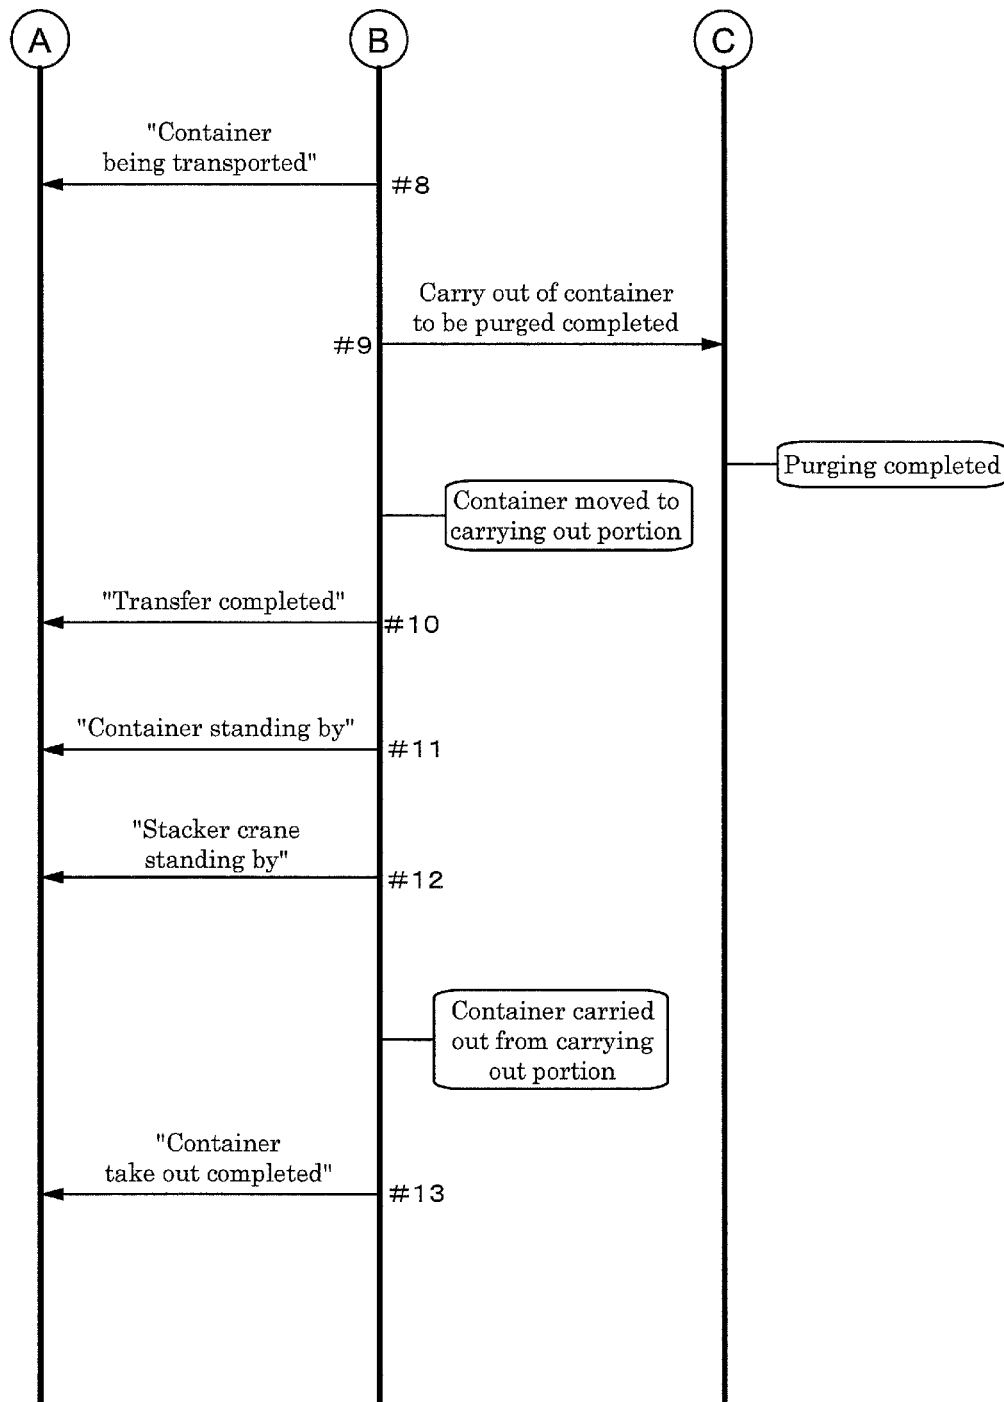 A
B
C
"Container
being transported"
#8
Carry out of container
to be purged completed
#9
Purging completed
Container moved to
carrying out portion
"Transfer completed"
#10
"Container standing by"
#11
"Stacker crane
standing by"
#12
Container carried
out from carrying
out portion
"Container
take out completed"
#13